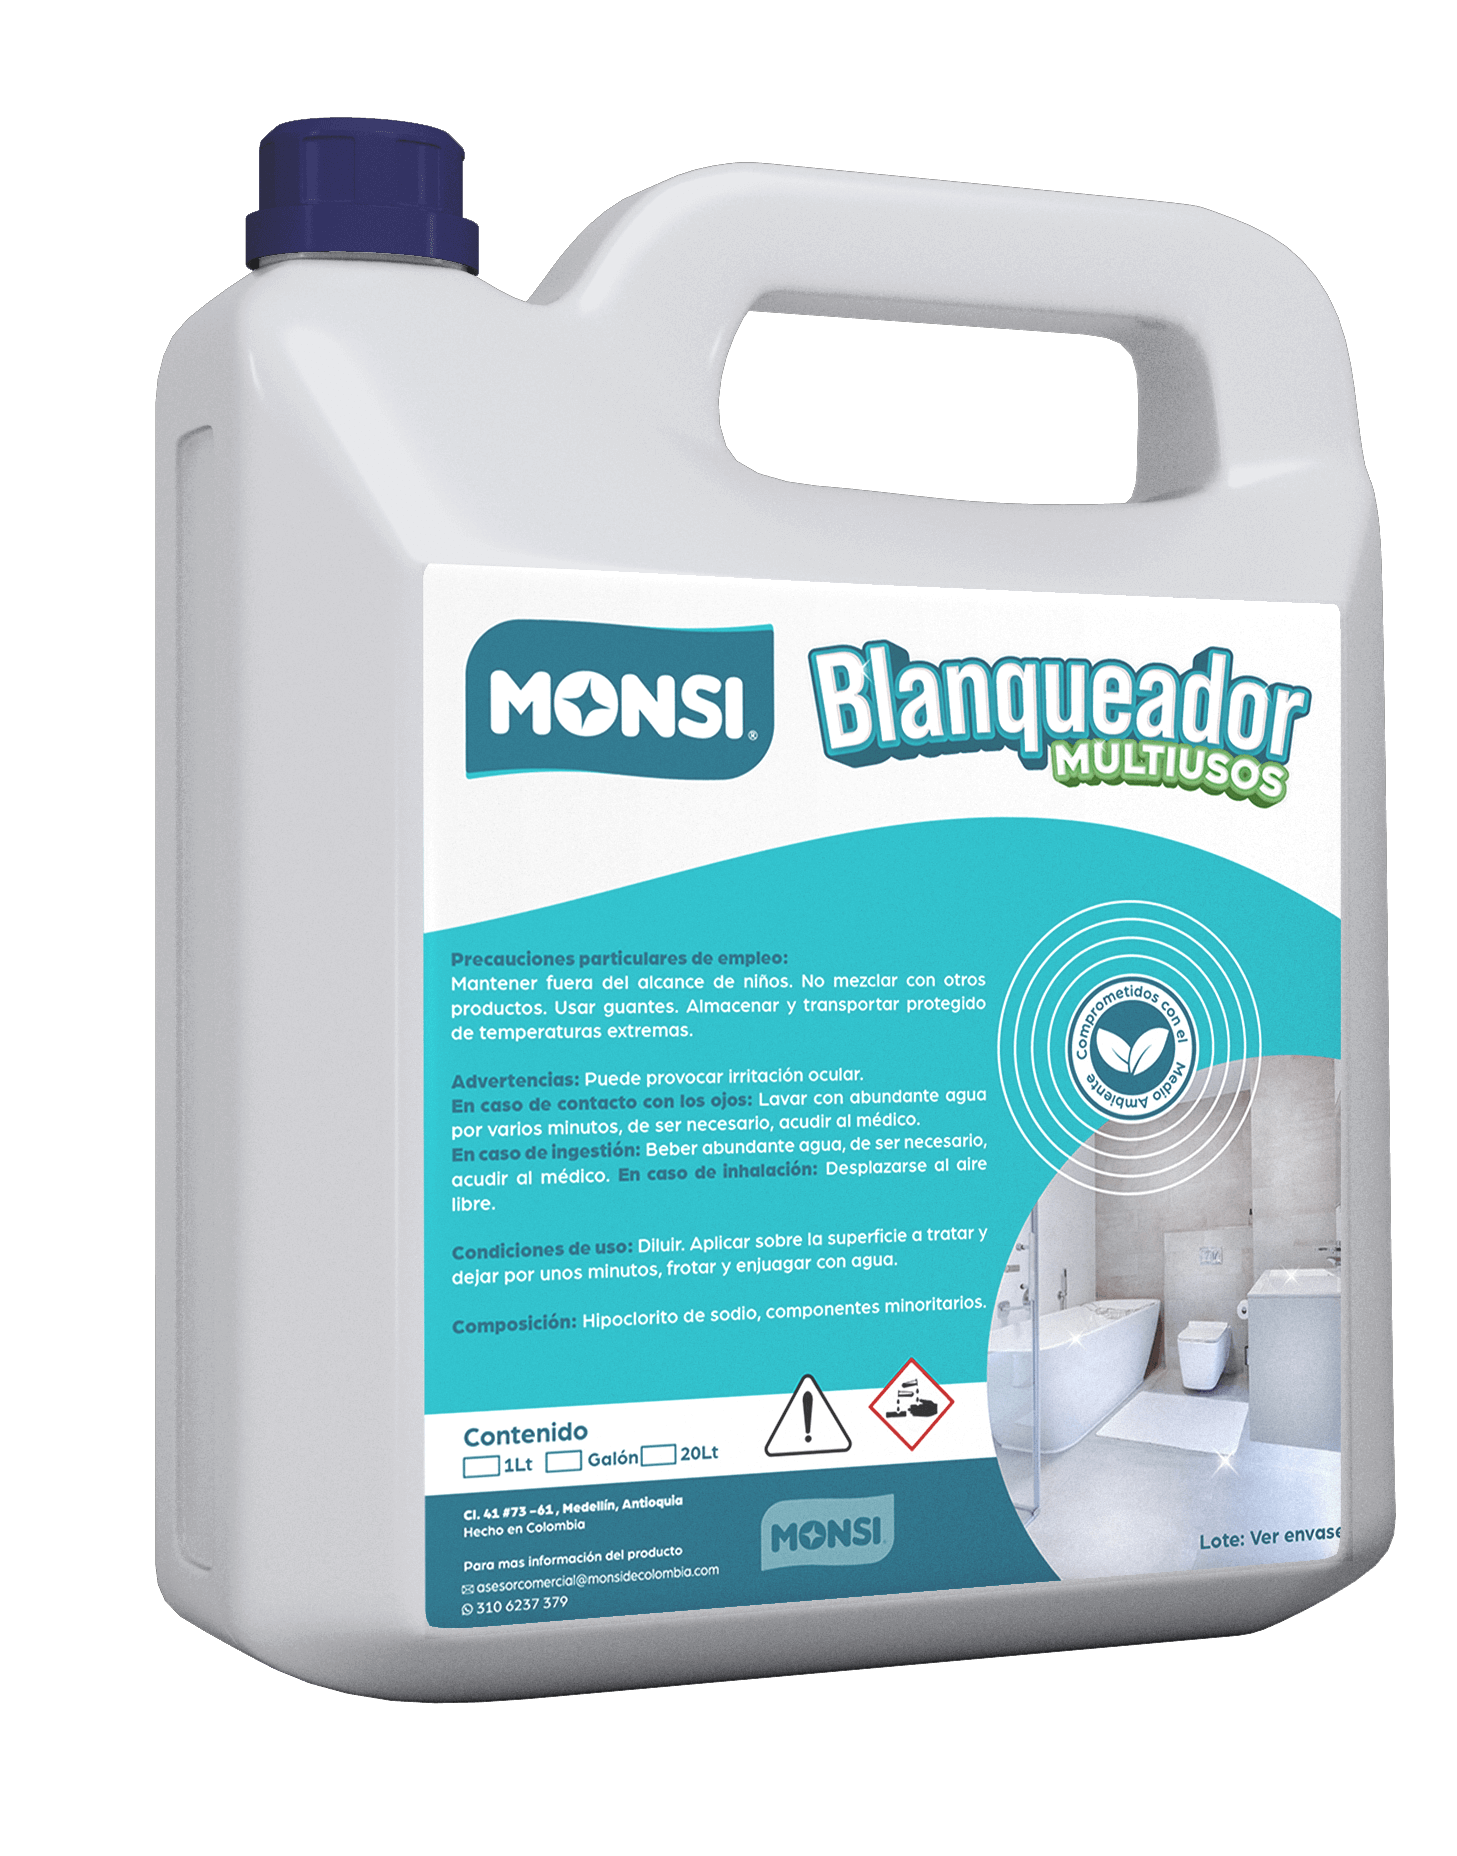 MONSI®
Blanqueador
MULTIUSOS
Precauciones particulares de empleo:
Mantener fuera del alcance de niños. No mezclar con otros
productos. Usar guantes. Almacenar y transportar protegido
de temperaturas extremas.
Advertencias: Puede provocar irritación ocular.
En caso de contacto con los ojos: Lavar con abundante agua
por varios minutos, de ser necesario, acudir al médico.
En caso de ingestión: Beber abundante agua, de ser necesario,
acudir al médico. En caso de inhalación: Desplazarse al aire
libre.
Condiciones de uso: Diluir. Aplicar sobre la superficie a tratar y
dejar por unos minutos, frotar y enjuagar con agua.
Composición: Hipoclorito de sodio, componentes minoritarios.
Comprometidos con el Medio Ambiente
Contenido
1Lt Galón 20Lt
Cl. 41 #73 -61, Medellín, Antioquia
Hecho en Colombia
Para mas información del producto
asesorcomercial@monsidecolombia.com
310 6237 379
MONSI
Lote: Ver envase